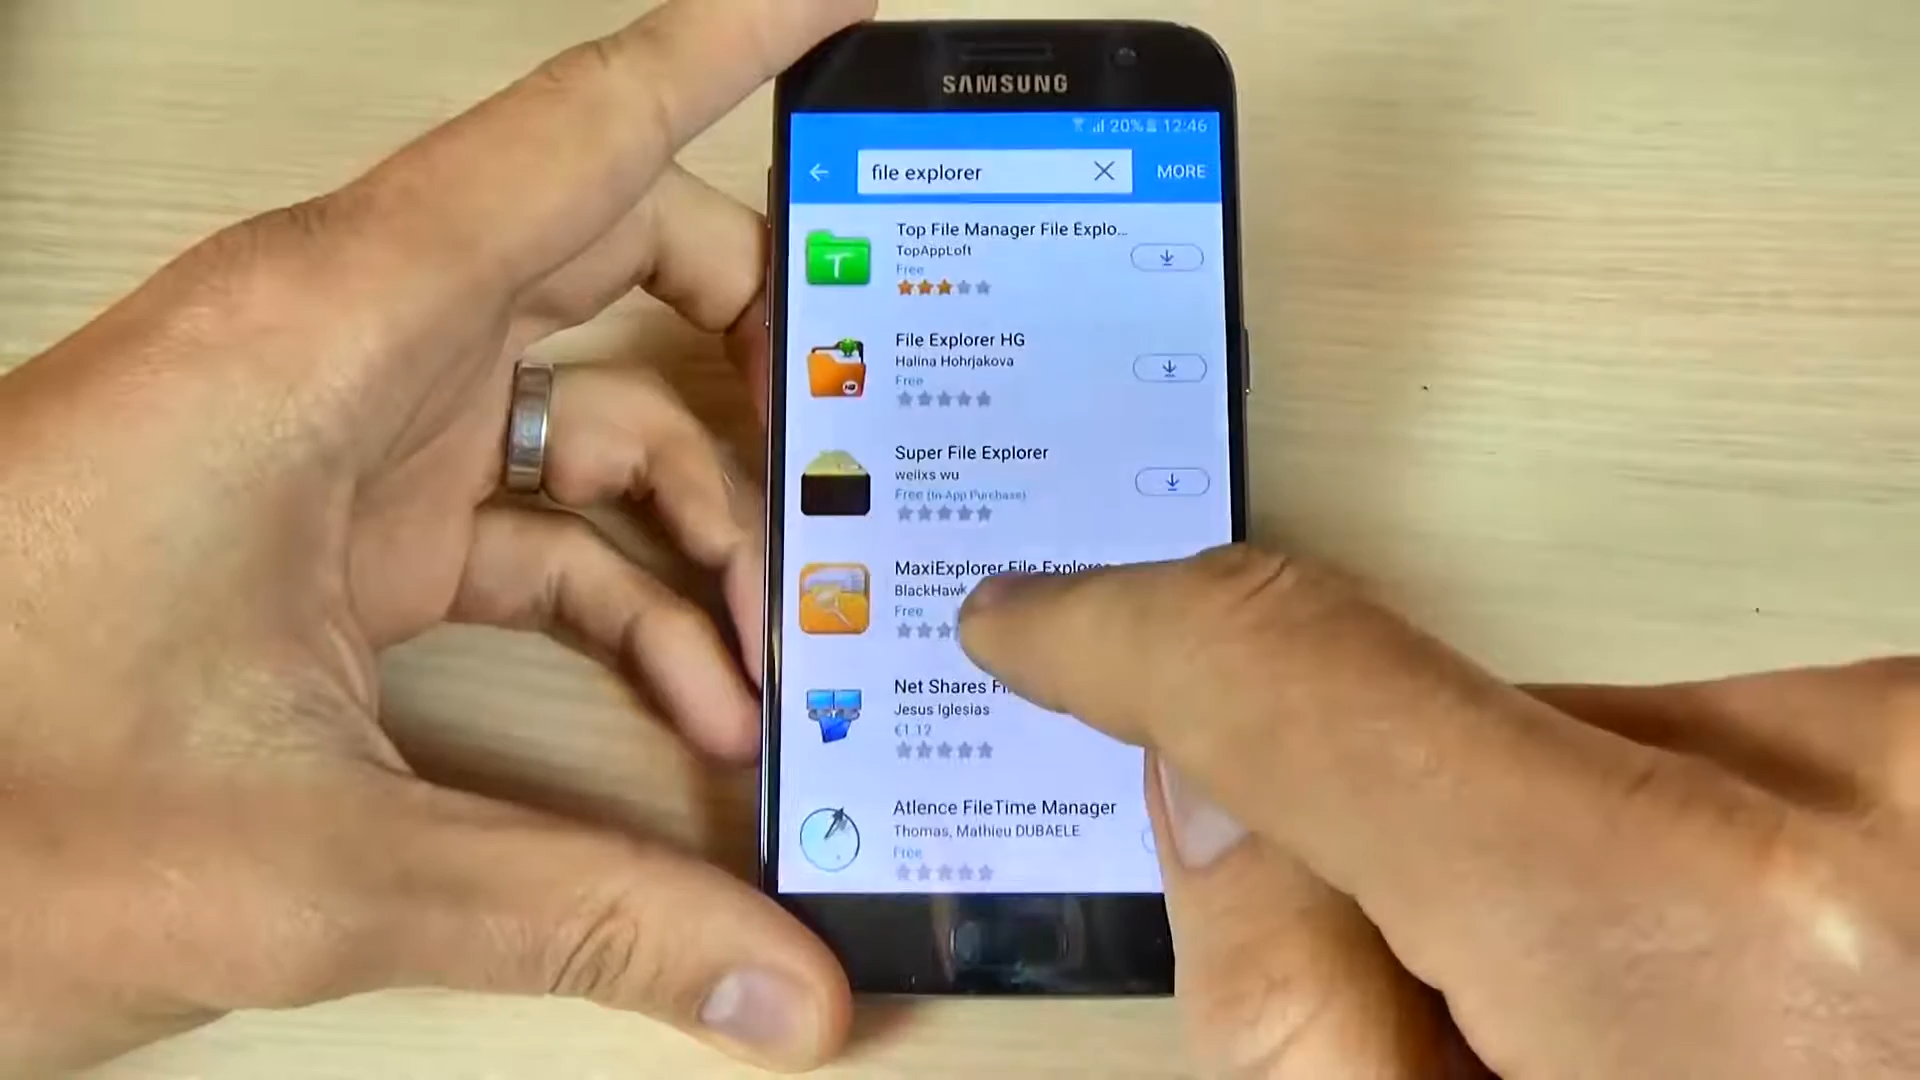 SAMSUNG
20% 12:46
file explorer
MORE
Top File Manager File Explo...
TopAppLoft
Free
T
File Explorer HG
Halina Hohrjakova
Free
Super File Explorer
weiixs wu
Free (In-App Purchase)
MaxiExplorer File Explorer
BlackHawk
Free
Net Shares
Jesus Iglesias
€1.12
Atlence FileTime Manager
Thomas, Mathieu DUBAELE
Free